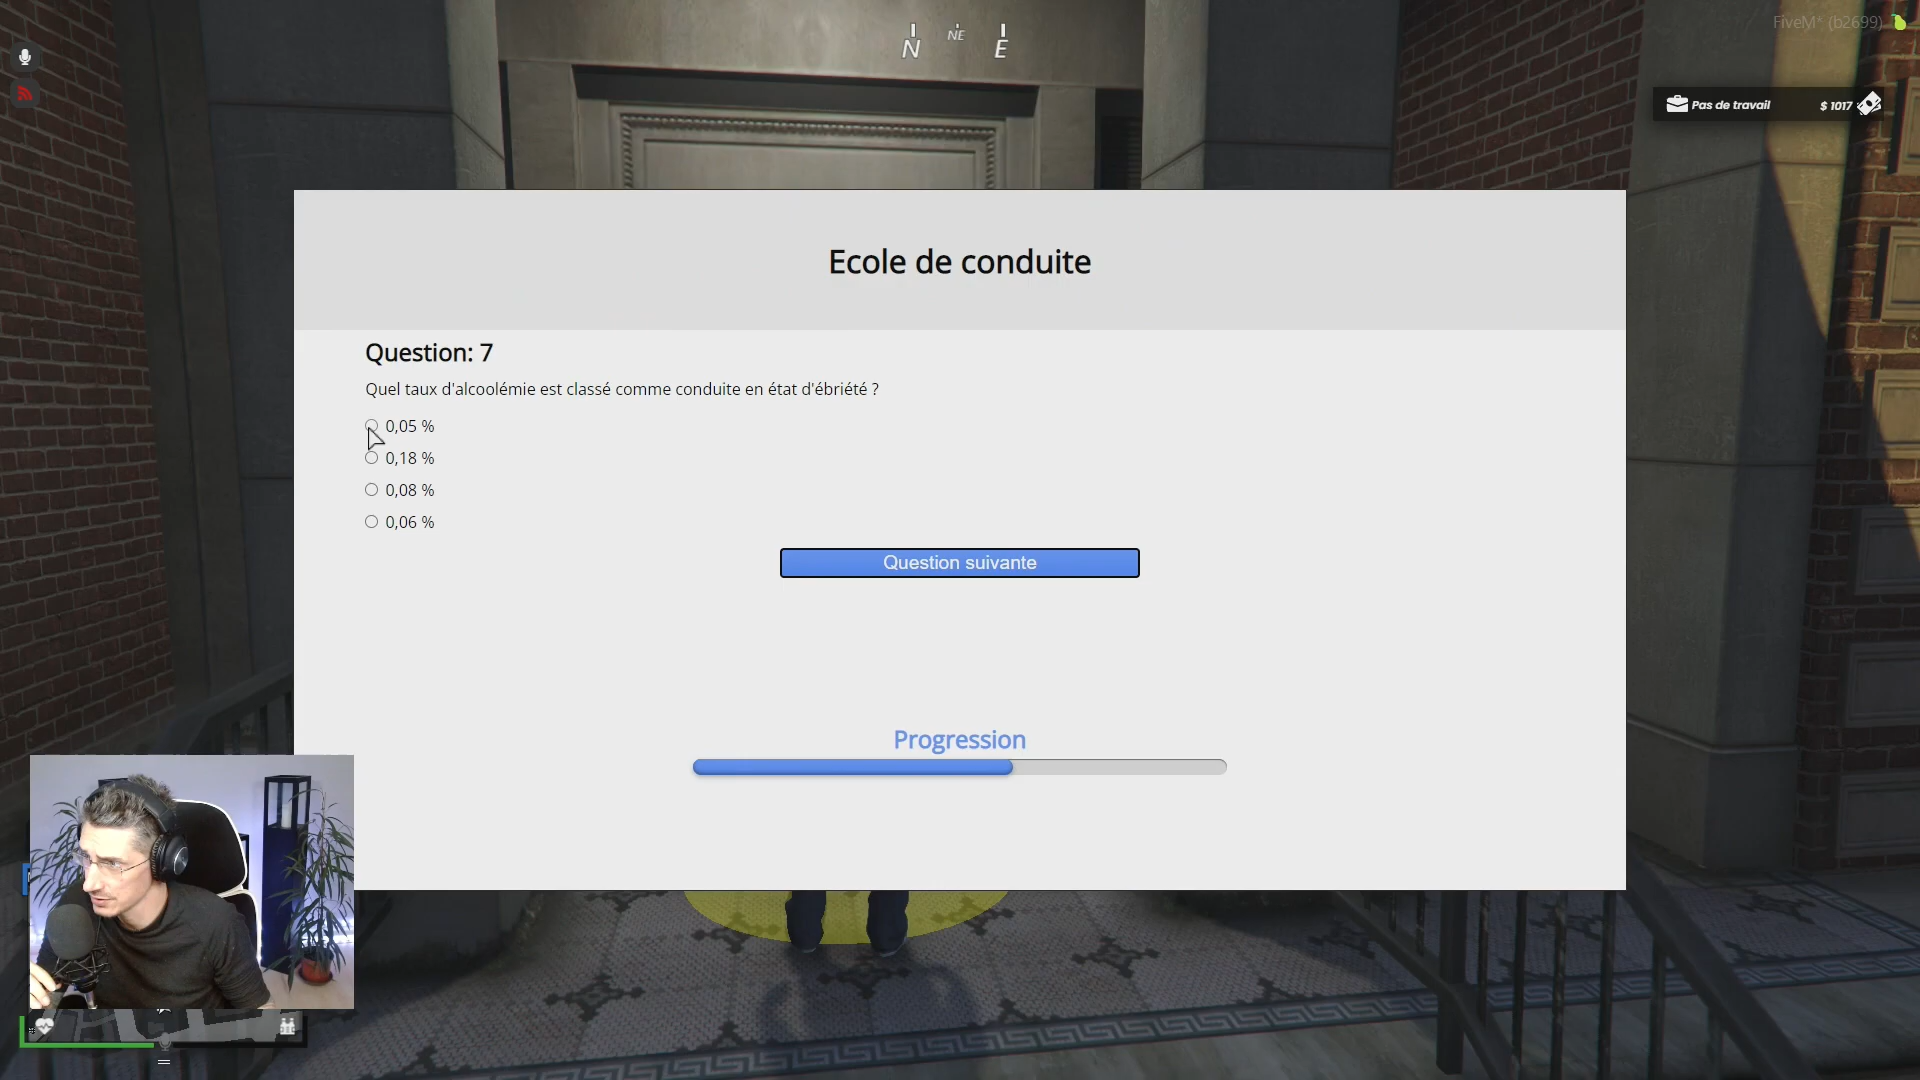 N NE E
FiveM* (b2699)
Pas de travail $ 1017
Ecole de conduite
Question: 7
Quel taux d'alcoolémie est classé comme conduite en état d'ébriété ?
0,05 %
0,18 %
0,08 %
0,06 %
Question suivante
Progression